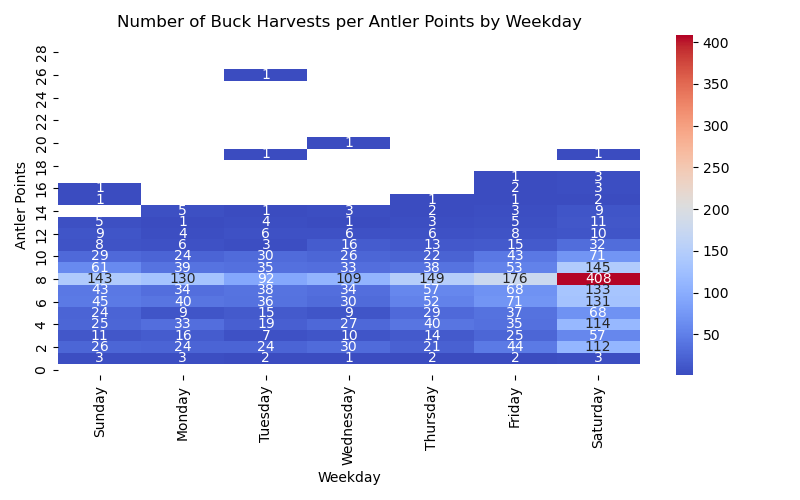 Number of Buck Harvests per Antler Points by Weekday
Antler Points
28
26 1
24
22
20 1
1 1
18
1 3
16 1 2 3
1 1 1 2
14 5 1 3 2 3 9
5 1 4 1 3 5 11
12 9 4 6 6 6 8 10
8 6 3 16 13 15 32
10 29 24 30 26 22 43 71
61 39 35 33 38 53 145
8 143 130 92 109 149 176 408
43 34 38 34 57 68 133
6 45 40 36 30 52 71 131
24 9 15 9 29 37 68
4 25 33 19 27 40 35 114
11 16 7 10 14 25 57
2 26 24 24 30 21 44 112
3 3 2 1 2 2 3
0
Sunday Monday Tuesday Wednesday Thursday Friday Saturday
Weekday
400
350
300
250
200
150
100
50